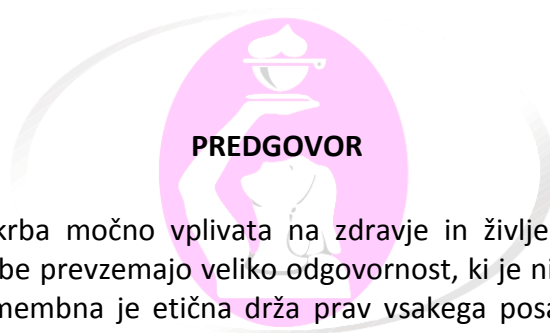 PREDGOVOR
krba močno vplivata na zdravje in življe
be prevzemajo veliko odgovornost, ki je ni
membna je etična drža prav vsakega posa